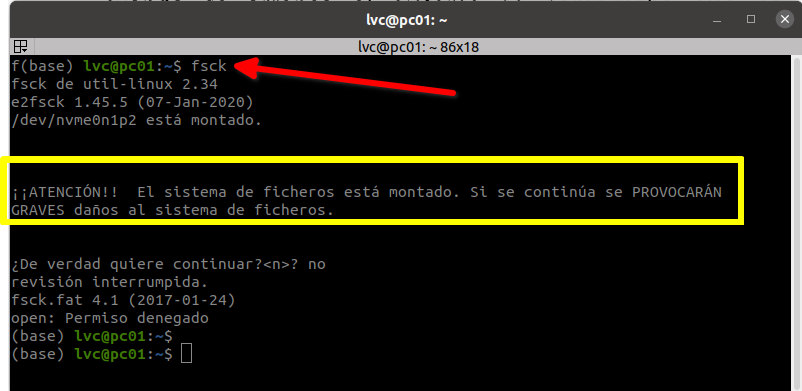 lvc@pc01: ~
lvc@pc01: ~ 86x18
f(base) lvc@pc01:~$ fsck
fsck de util-linux 2.34
e2fsck 1.45.5 (07-Jan-2020)
/dev/nvme0n1p2 está montado.
¡¡ATENCIÓN!!  El sistema de ficheros está montado. Si se continúa se PROVOCARÁN
GRAVES daños al sistema de ficheros.
¿De verdad quiere continuar?<n>? no
revisión interrumpida.
fsck.fat 4.1 (2017-01-24)
open: Permiso denegado
(base) lvc@pc01:~$
(base) lvc@pc01:~$